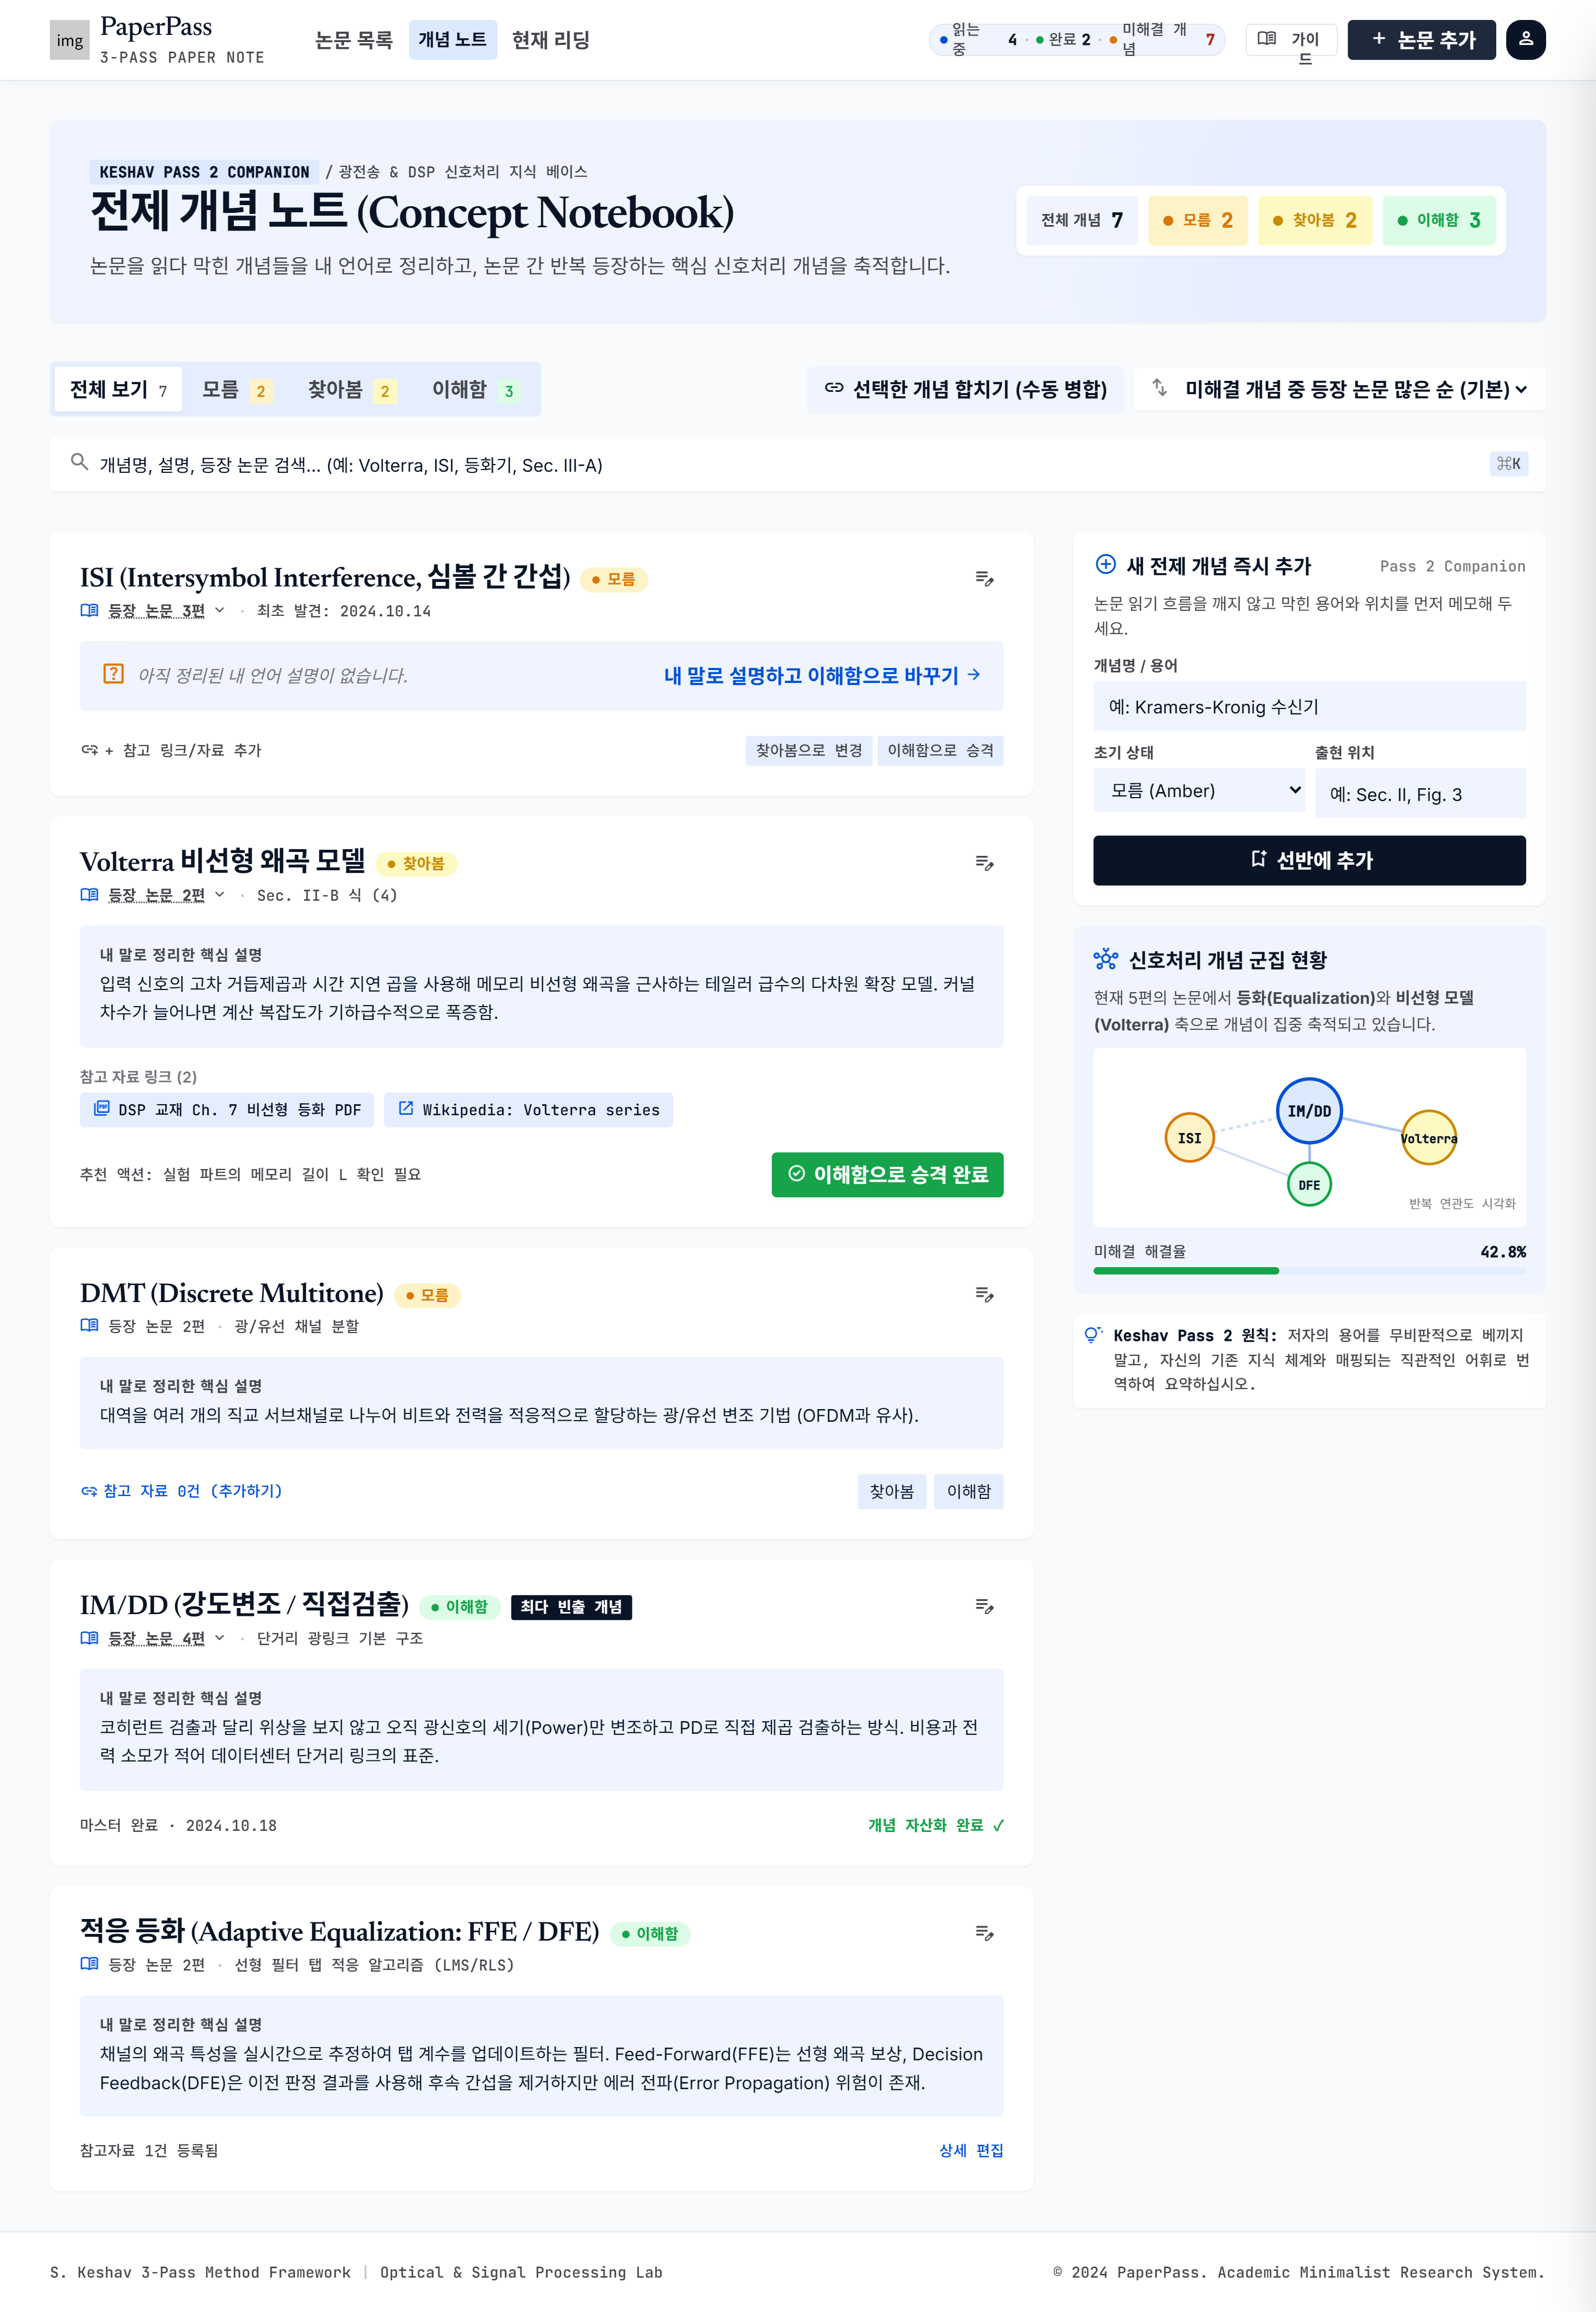 img
PaperPass
3-PASS PAPER NOTE
논문 목록
개념 노트
현재 리딩
읽는 중 4 · 완료 2 · 미해결 개념 7
가이드
+ 논문 추가
KESHAV PASS 2 COMPANION / 광전송 & DSP 신호처리 지식 베이스
전제 개념 노트 (Concept Notebook)
논문을 읽다 막힌 개념들을 내 언어로 정리하고, 논문 간 반복 등장하는 핵심 신호처리 개념을 축적합니다.
전체 개념 7
모름 2
찾아봄 2
이해함 3
전체 보기 7
모름 2
찾아봄 2
이해함 3
선택한 개념 합치기 (수동 병합)
미해결 개념 중 등장 논문 많은 순 (기본)
개념명, 설명, 등장 논문 검색... (예: Volterra, ISI, 등화기, Sec. III-A)
⌘K
ISI (Intersymbol Interference, 심볼 간 간섭) 모름
등장 논문 3편 · 최초 발견: 2024.10.14
아직 정리된 내 언어 설명이 없습니다.
내 말로 설명하고 이해함으로 바꾸기 →
+ 참고 링크/자료 추가
찾아봄으로 변경
이해함으로 승격
Volterra 비선형 왜곡 모델 찾아봄
등장 논문 2편 · Sec. II-B 식 (4)
내 말로 정리한 핵심 설명
입력 신호의 고차 거듭제곱과 시간 지연 곱을 사용해 메모리 비선형 왜곡을 근사하는 테일러 급수의 다차원 확장 모델. 커널
차수가 늘어나면 계산 복잡도가 기하급수적으로 폭증함.
참고 자료 링크 (2)
PDF DSP 교재 Ch. 7 비선형 등화 PDF
Wikipedia: Volterra series
추천 액션: 실험 파트의 메모리 길이 L 확인 필요
이해함으로 승격 완료
DMT (Discrete Multitone) 모름
등장 논문 2편 · 광/유선 채널 분할
내 말로 정리한 핵심 설명
대역을 여러 개의 직교 서브채널로 나누어 비트와 전력을 적응적으로 할당하는 광/유선 변조 기법 (OFDM과 유사).
참고 자료 0건 (추가하기)
찾아봄
이해함
IM/DD (강도변조 / 직접검출) 이해함 최다 빈출 개념
등장 논문 4편 · 단거리 광링크 기본 구조
내 말로 정리한 핵심 설명
코히런트 검출과 달리 위상을 보지 않고 오직 광신호의 세기(Power)만 변조하고 PD로 직접 제곱 검출하는 방식. 비용과 전
력 소모가 적어 데이터센터 단거리 링크의 표준.
마스터 완료 · 2024.10.18
개념 자산화 완료 ✓
적응 등화 (Adaptive Equalization: FFE / DFE) 이해함
등장 논문 2편 · 선형 필터 탭 적응 알고리즘 (LMS/RLS)
내 말로 정리한 핵심 설명
채널의 왜곡 특성을 실시간으로 추정하여 탭 계수를 업데이트하는 필터. Feed-Forward(FFE)는 선형 왜곡 보상, Decision
Feedback(DFE)은 이전 판정 결과를 사용해 후속 간섭을 제거하지만 에러 전파(Error Propagation) 위험이 존재.
참고자료 1건 등록됨
상세 편집
새 전제 개념 즉시 추가
Pass 2 Companion
논문 읽기 흐름을 깨지 않고 막힌 용어와 위치를 먼저 메모해 두
세요.
개념명 / 용어
예: Kramers-Kronig 수신기
초기 상태
출현 위치
모름 (Amber)
예: Sec. II, Fig. 3
선반에 추가
신호처리 개념 군집 현황
현재 5편의 논문에서 등화(Equalization)와 비선형 모델
(Volterra) 축으로 개념이 집중 축적되고 있습니다.
IM/DD
ISI
Volterra
DFE
반복 연관도 시각화
미해결 해결율
42.8%
Keshav Pass 2 원칙: 저자의 용어를 무비판적으로 베끼지
말고, 자신의 기존 지식 체계와 매핑되는 직관적인 어휘로 번
역하여 요약하십시오.
S. Keshav 3-Pass Method Framework | Optical & Signal Processing Lab
© 2024 PaperPass. Academic Minimalist Research System.